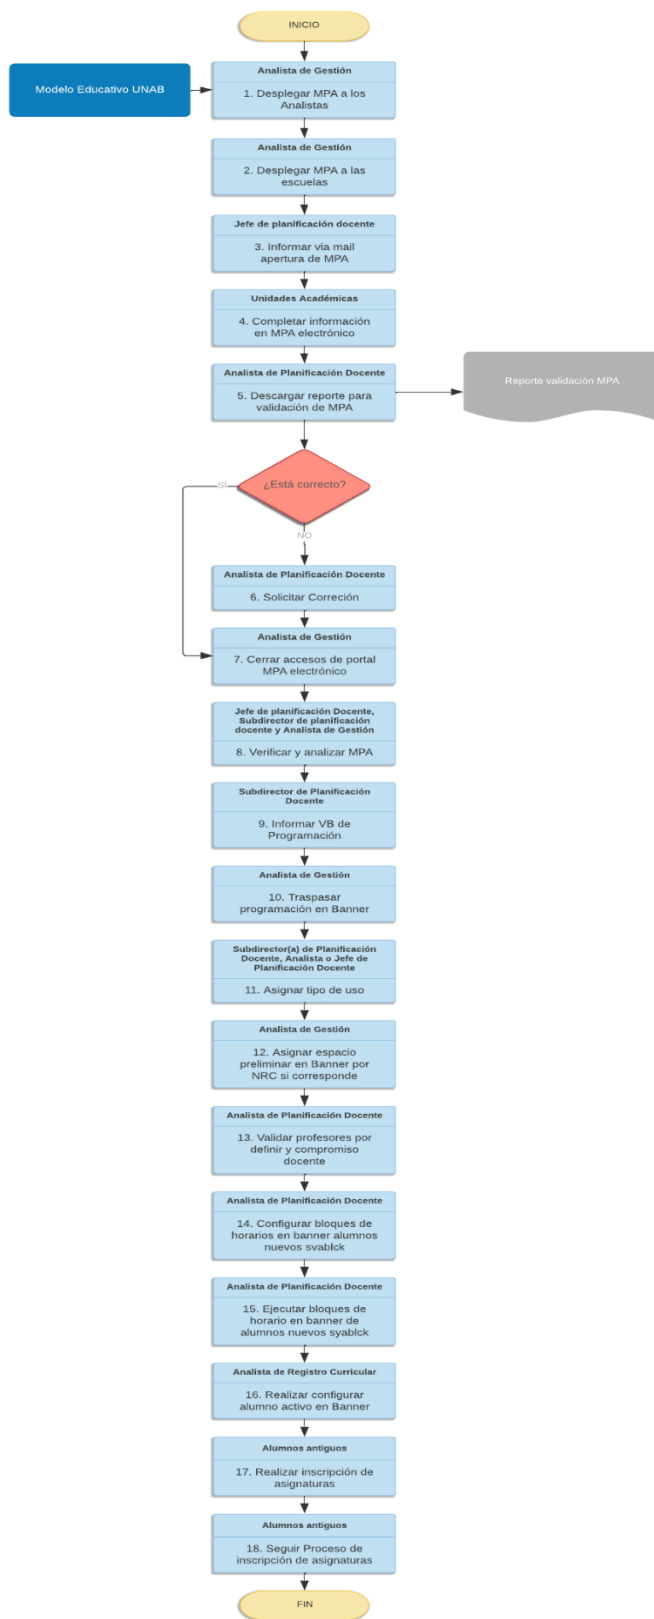 INICIO
Modelo Educativo UNAB
Analista de Gestión
1. Desplegar MPA a los
Analistas
Analista de Gestión
2. Desplegar MPA a las
escuelas
Jefe de planificación docente
3. Informar via mail
apertura de MPA
Unidades Académicas
4. Completar información
en MPA electrónico
Analista de Planificación Docente
5. Descargar reporte para
validación de MPA
Reporte validación MPA
¿Está correcto?
SÍ
NO
Analista de Planificación Docente
6. Solicitar Correción
Analista de Gestión
7. Cerrar accesos de portal
MPA electrónico
Jefe de planificación Docente,
Subdirector de planificación
docente y Analista de Gestión
8. Verificar y analizar MPA
Subdirector de Planificación
Docente
9. Informar VB de
Programación
Analista de Gestión
10. Traspasar
programación en Banner
Subdirector(a) de Planificación
Docente, Analista o Jefe de
Planificación Docente
11. Asignar tipo de uso
Analista de Gestión
12. Asignar espacio
preliminar en Banner por
NRC si corresponde
Analista de Planificación Docente
13. Validar profesores por
definir y compromiso
docente
Analista de Planificación Docente
14. Configurar bloques de
horarios en banner alumnos
nuevos svablck
Analista de Planificación Docente
15. Ejecutar bloques de
horario en banner de
alumnos nuevos syablck
Analista de Registro Curricular
16. Realizar configurar
alumno activo en Banner
Alumnos antiguos
17. Realizar inscripción de
asignaturas
Alumnos antiguos
18. Seguir Proceso de
inscripción de asignaturas
FIN